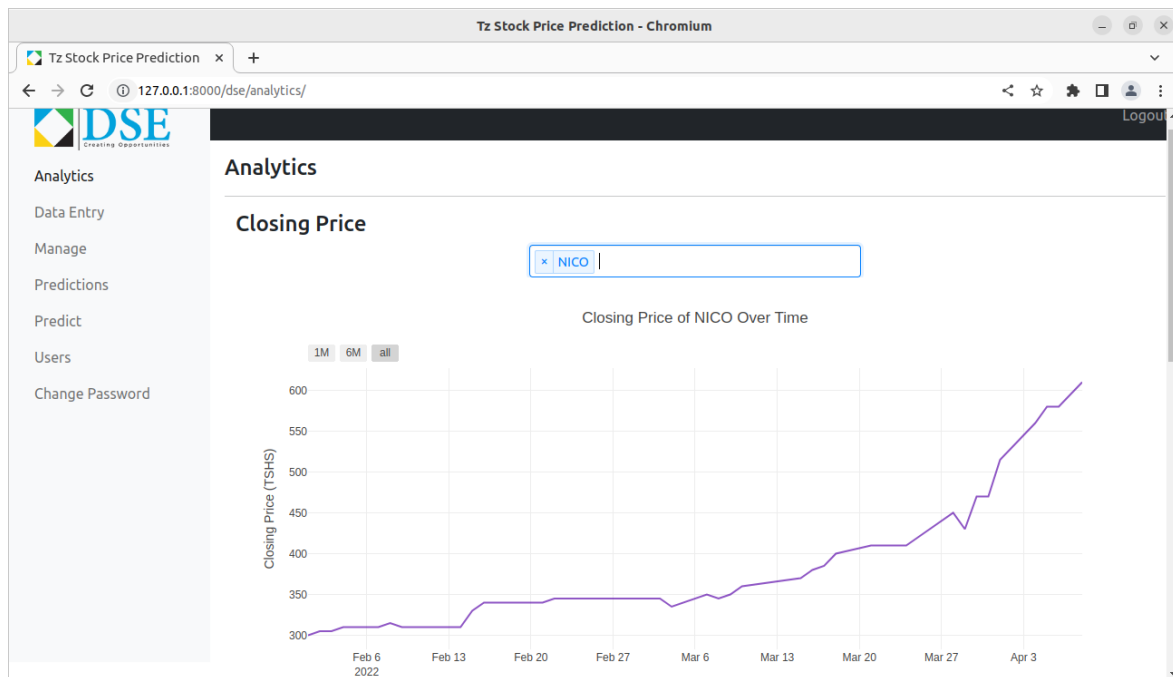 Tz Stock Price Prediction - Chromium
Tz Stock Price Prediction
127.0.0.1:8000/dse/analytics/
DSE
Creating Opportunities
Logout
Analytics
Data Entry
Manage
Predictions
Predict
Users
Change Password
Analytics
Closing Price
× NICO
Closing Price of NICO Over Time
1M 6M all
Closing Price (TSHS)
600
550
500
450
400
350
300
Feb 6 Feb 13 Feb 20 Feb 27 Mar 6 Mar 13 Mar 20 Mar 27 Apr 3
2022